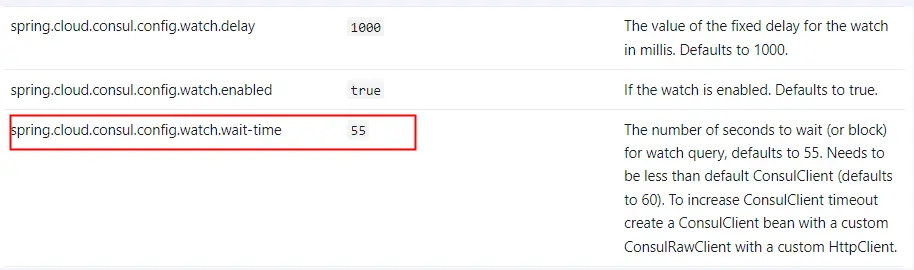 spring.cloud.consul.config.watch.delay 1000 The value of the fixed delay for the watch
in millis. Defaults to 1000.
spring.cloud.consul.config.watch.enabled true If the watch is enabled. Defaults to true.
spring.cloud.consul.config.watch.wait-time 55 The number of seconds to wait (or block)
for watch query, defaults to 55. Needs to
be less than default ConsulClient (defaults
to 60). To increase ConsulClient timeout
create a ConsulClient bean with a custom
ConsulRawClient with a custom HttpClient.